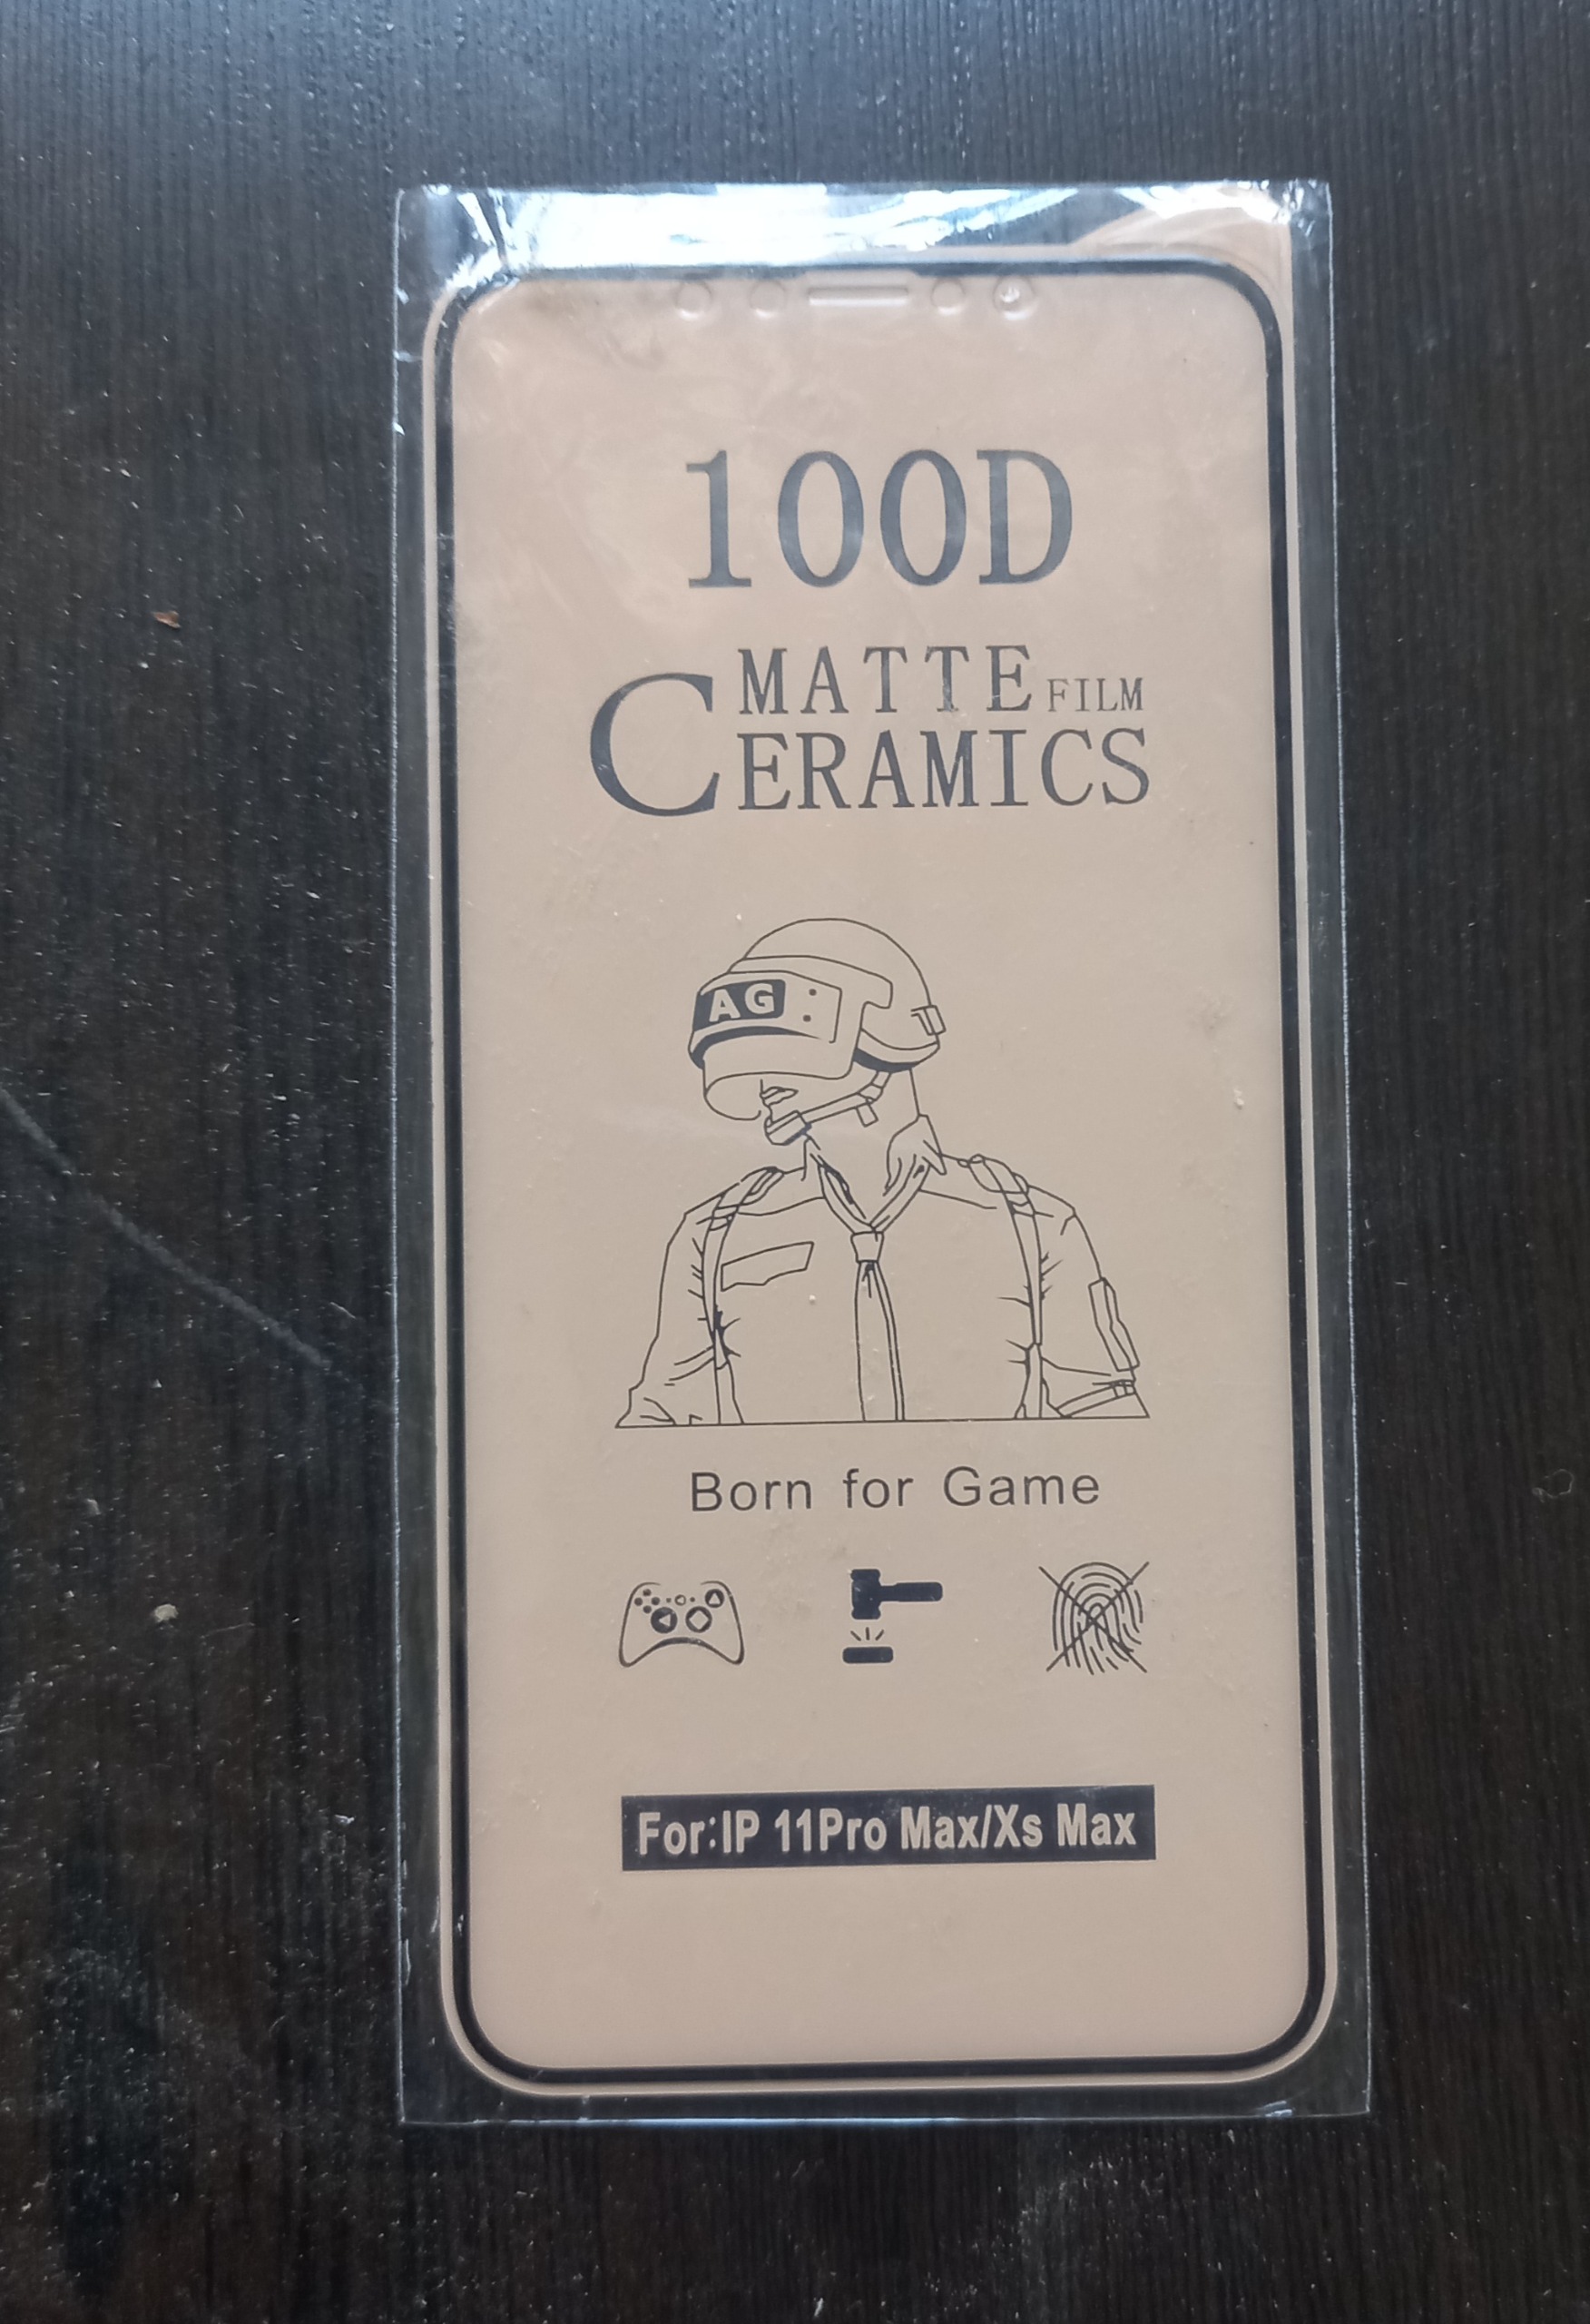 100D
MATTE FILM
CERAMICS
AG
Born for Game
For:IP 11Pro Max/Xs Max